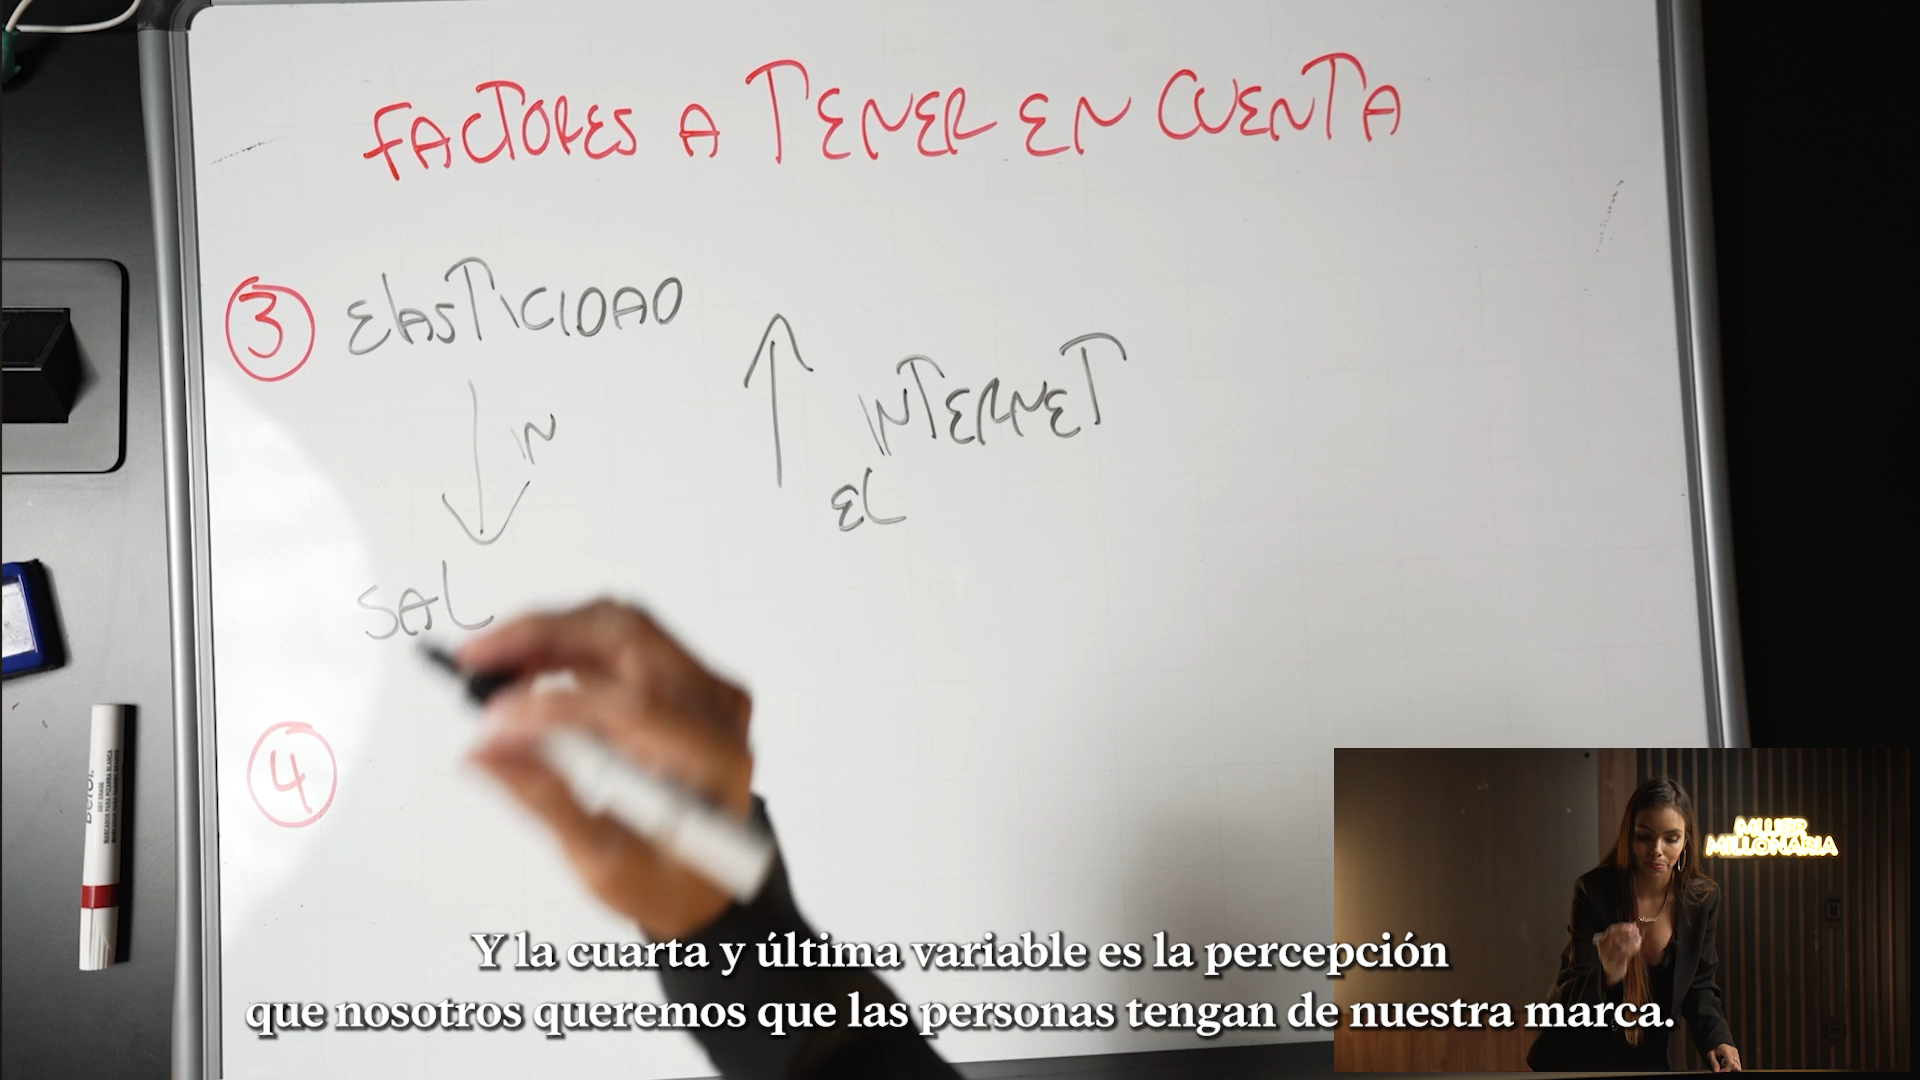 FACTORES A TENER EN CUENTA
3 ELASTICIDAD
N
INTERNET
EL
SAL
4
Berol
MUJER
MILLONARIA
Y la cuarta y última variable es la percepción
que nosotros queremos que las personas tengan de nuestra marca.